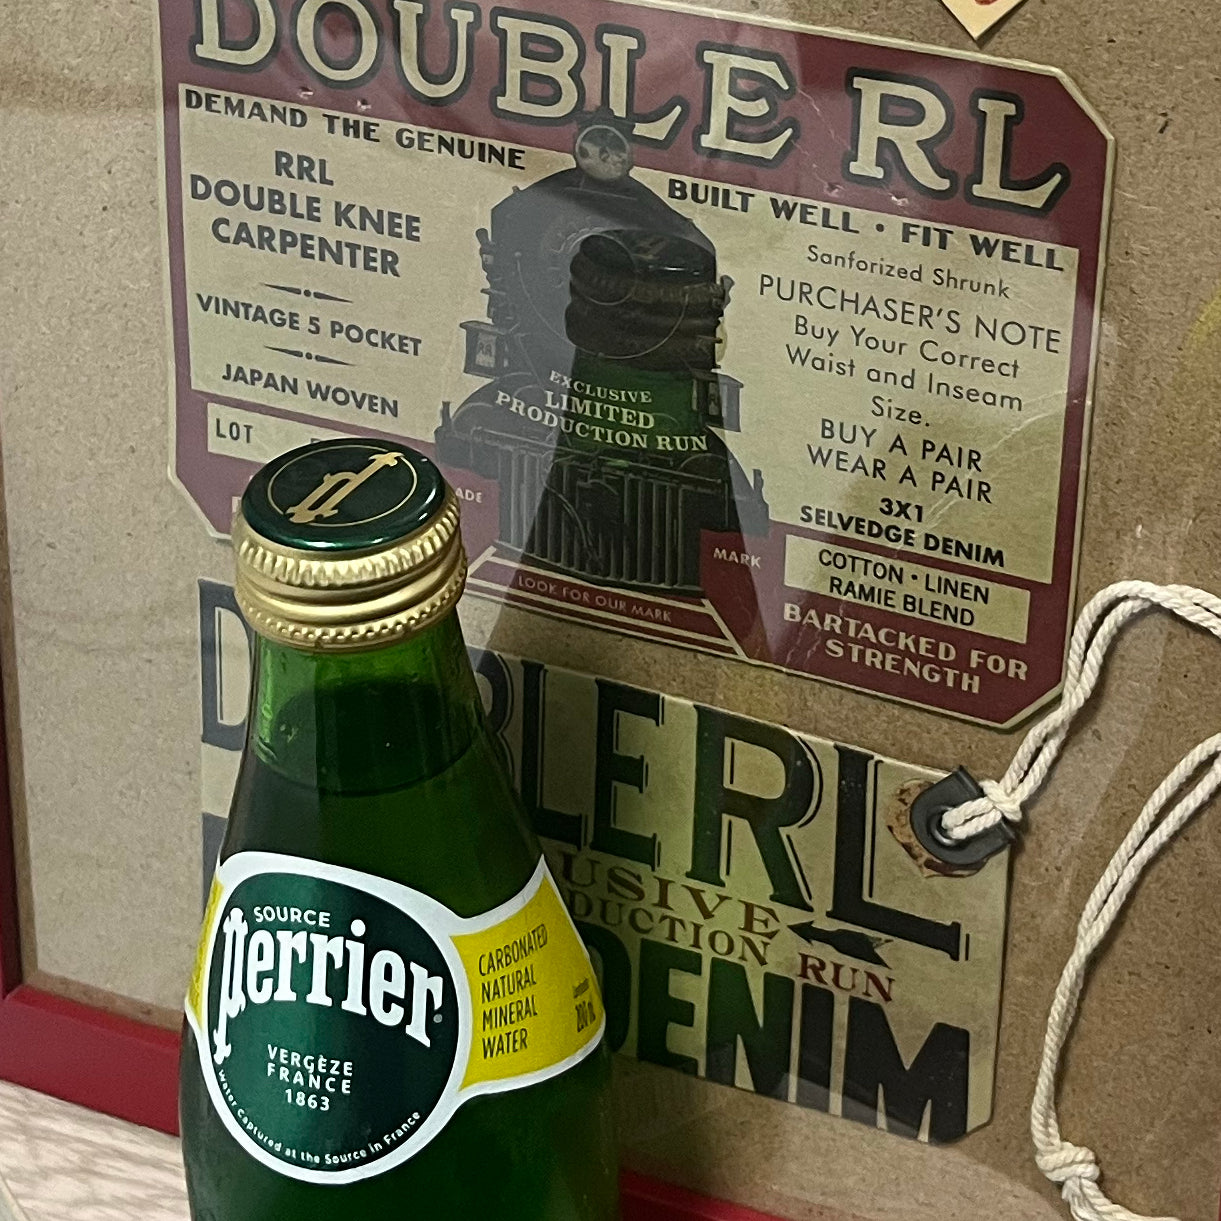 DOUBLE RL
DEMAND THE GENUINE
RRL
DOUBLE KNEE
CARPENTER
VINTAGE 5 POCKET
JAPAN WOVEN
LOT
BUILT WELL • FIT WELL
Sanforized Shrunk
PURCHASER'S NOTE
Buy Your Correct
Waist and Inseam
Size.
BUY A PAIR
WEAR A PAIR
3X1
SELVEDGE DENIM
COTTON • LINEN
RAMIE BLEND
BARTACKED FOR
STRENGTH
EXCLUSIVE
LIMITED
PRODUCTION RUN
MARK
LOOK FOR OUR MARK
RL
RUN
DENIM
SOURCE
Perrier
VERGÈZE
FRANCE
1863
Water Captured at the Source in France
CARBONATED
NATURAL
MINERAL
WATER